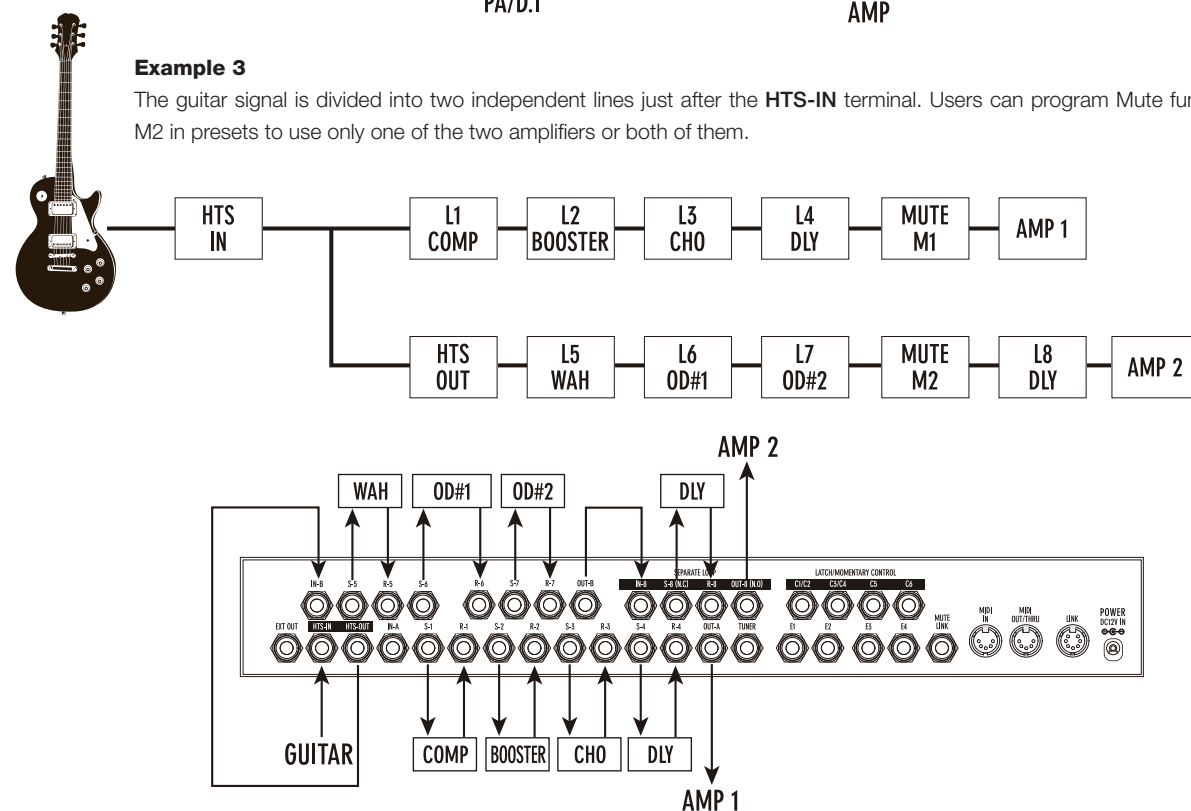 PA/D.I
AMP
Example 3
The guitar signal is divided into two independent lines just after the HTS-IN terminal. Users can program Mute
M2 in presets to use only one of the two amplifiers or both of them.
HTS IN
L1 COMP
L2 BOOSTER
L3 CHO
L4 DLY
MUTE M1
AMP 1
HTS OUT
L5 WAH
L6 OD#1
L7 OD#2
MUTE M2
L8 DLY
AMP 2
AMP 2
WAH OD#1 OD#2 DLY
SEPARATE LOOP LATCH/MOMENTARY CONTROL
IN-B S-5 R-5 S-6 R-6 S-7 R-7 OUT-B IN-8 S-8 (N.C) R-8 OUT-8 (N.O) C1/C2 C3/C4 C5 C6
EXT OUT HTS-IN HTS-OUT IN-A S-1 R-1 S-2 R-2 S-3 R-3 S-4 R-4 OUT-A TUNER E1 E2 E3 E4 MUTE LINK MIDI IN MIDI OUT/THRU LINK POWER DC12V IN
GUITAR COMP BOOSTER CHO DLY
AMP 1